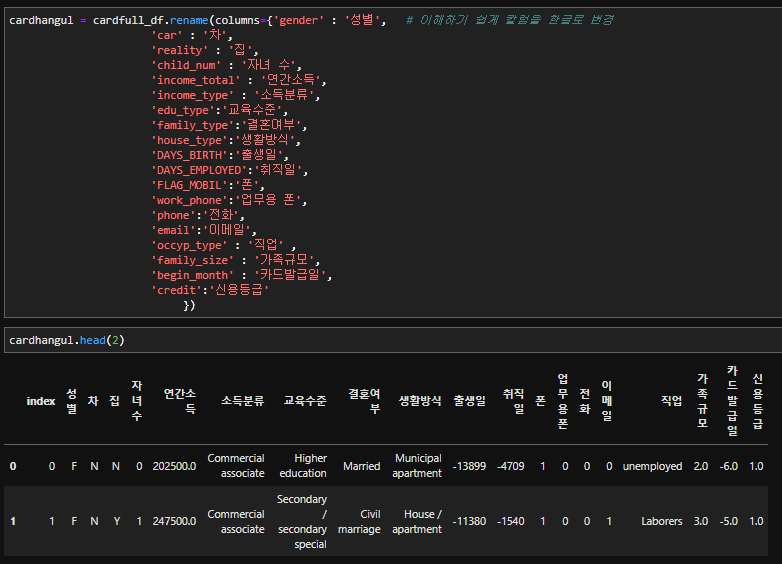 cardhangul = cardfull_df.rename(columns={'gender' : '성별',   # 이해하기 쉽게 칼럼을 한글로 변경
'car' : '차',
'reality' : '집',
'child_num' : '자녀 수',
'income_total' : '연간소득',
'income_type' : '소득분류',
'edu_type':'교육수준',
'family_type':'결혼여부',
'house_type':'생활방식',
'DAYS_BIRTH':'출생일',
'DAYS_EMPLOYED':'취직일',
'FLAG_MOBIL':'폰',
'work_phone':'업무용 폰',
'phone':'전화',
'email':'이메일',
'occyp_type' : '직업' ,
'family_size' : '가족규모',
'begin_month' : '카드발급일',
'credit':'신용등급'
})
cardhangul.head(2)
index 성별 차 집 자녀 수 연간소득 소득분류 교육수준 결혼여부 생활방식 출생일 취직일 폰 업무용 폰 전화 이메일 직업 가족규모 카드발급일 신용등급
0 0 F N N 0 202500.0 Commercial associate Higher education Married Municipal apartment -13899 -4709 1 0 0 0 unemployed 2.0 -6.0 1.0
1 1 F N Y 1 247500.0 Commercial associate Secondary / secondary special Civil marriage House / apartment -11380 -1540 1 0 0 1 Laborers 3.0 -5.0 1.0